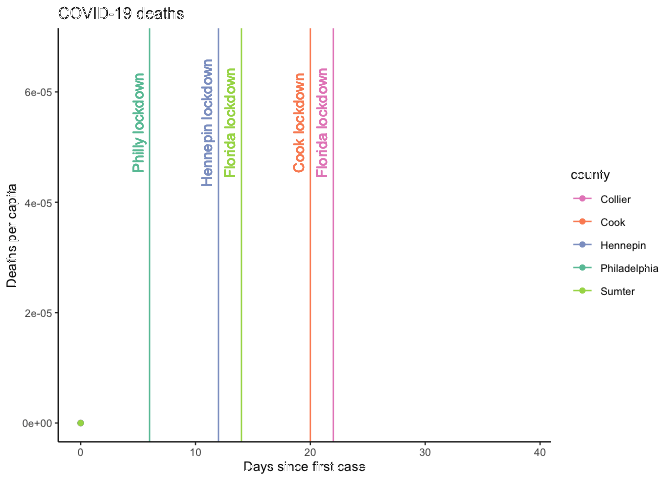 COVID-19 deaths
Deaths per capita
6e-05
4e-05
2e-05
0e+00
Philly lockdown
Hennepin lockdown
Florida lockdown
Cook lockdown
Florida lockdown
0
10
20
30
40
Days since first case
county
Collier
Cook
Hennepin
Philadelphia
Sumter